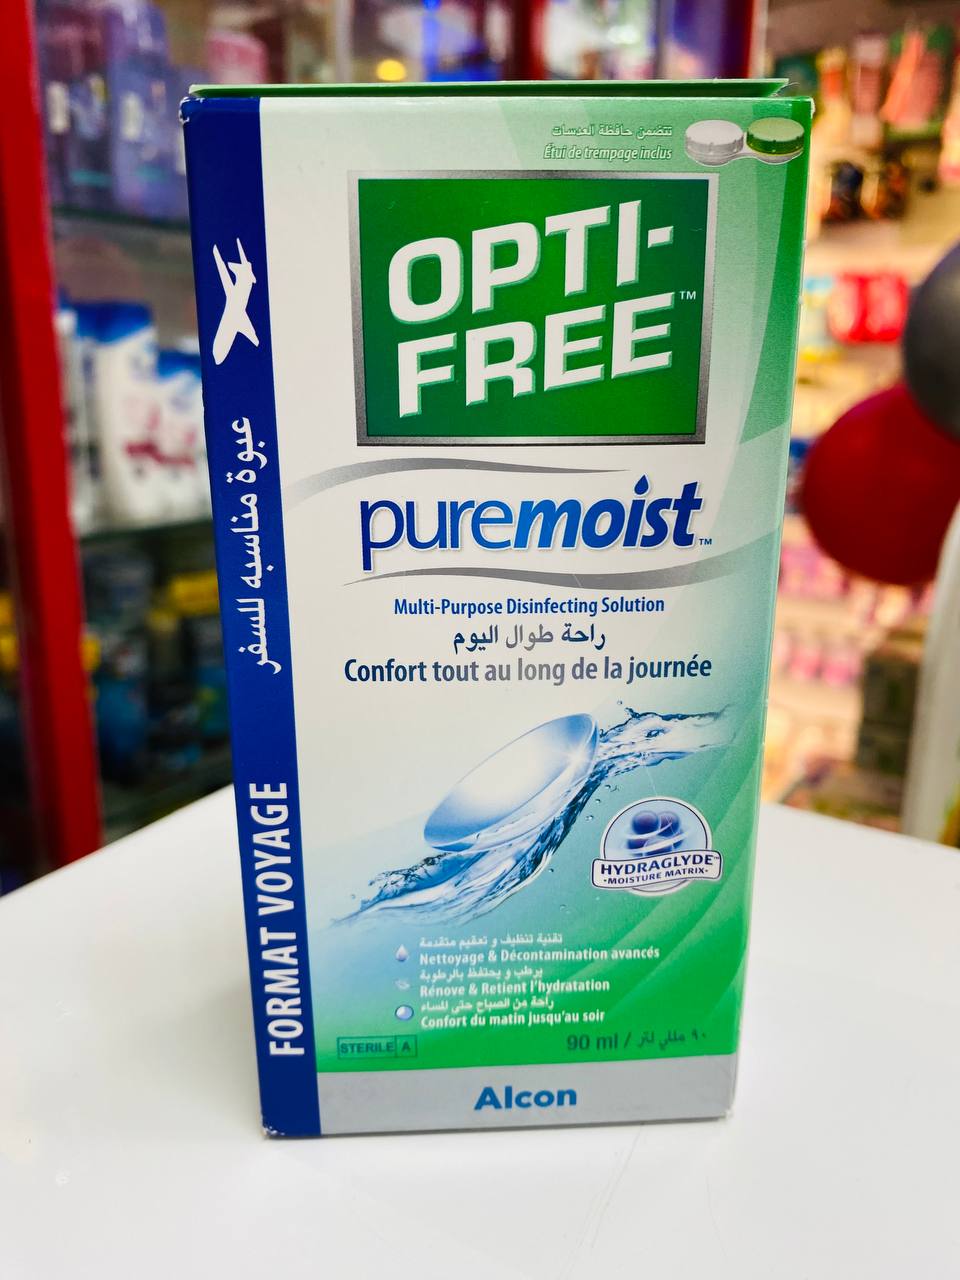 تتضمن حافظة العدسات
Étui de trempage inclus
OPTI-
FREE™
puremoist™
Multi-Purpose Disinfecting Solution
راحة طوال اليوم
Confort tout au long de la journée
HYDRAGLYDE™
•MOISTURE MATRIX•
تقنية تنظيف و تعقيم متقدمة
Nettoyage & Décontamination avancés
يرطب و يحتفظ بالرطوبة
Rénove & Retient l'hydratation
راحة من الصباح حتى المساء
Confort du matin jusqu'au soir
STERILE A
90 ml / ٩٠ مللي لتر
Alcon
عبوة مناسبه للسفر
FORMAT VOYAGE